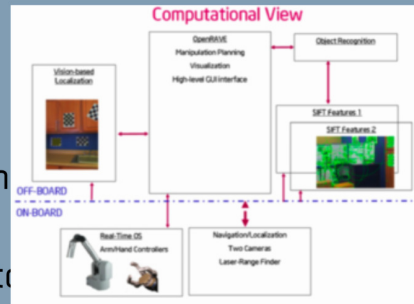 Computational View
OpenRAVE
Manipulation Planning
Visualization
High-level GUI interface
Object Recognition
Vision-based
Localization
SIFT Features 1
SIFT Features 2
OFF-BOARD
ON-BOARD
Real-Time OS
Arm/Hand Controllers
Navigation/Localization
Two Cameras
Laser-Range Finder